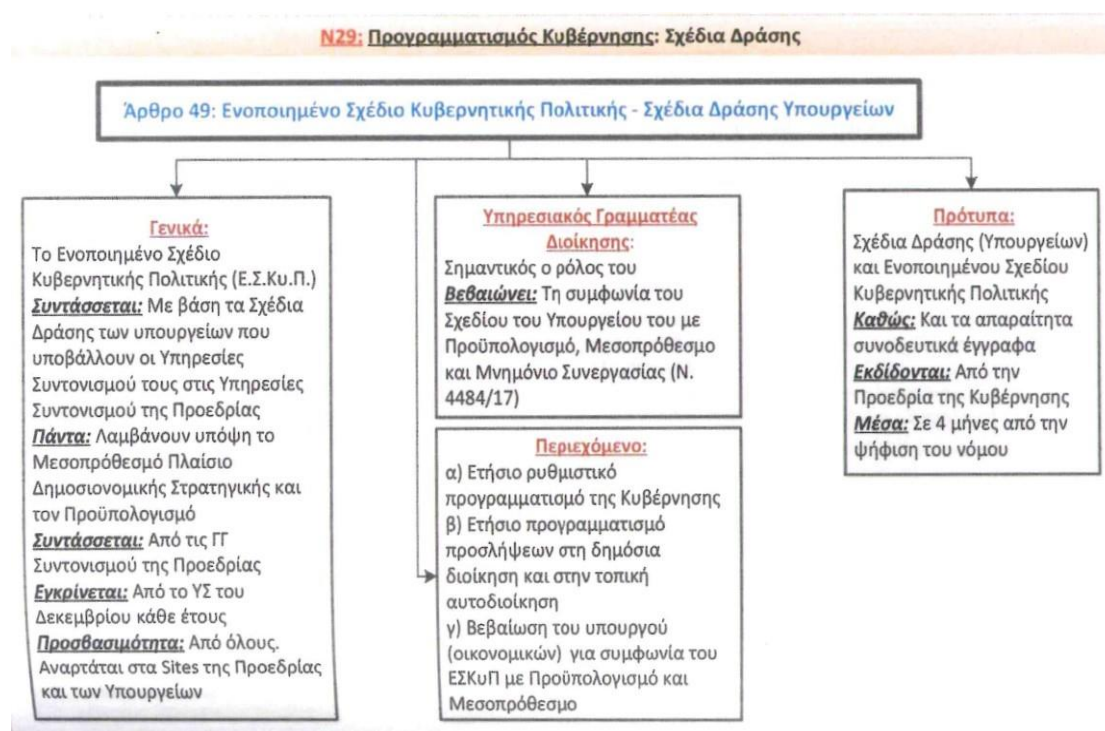 N29: Προγραμματισμός Κυβέρνησης: Σχέδια Δράσης
Άρθρο 49: Ενοποιημένο Σχέδιο Κυβερνητικής Πολιτικής - Σχέδια Δράσης Υπουργείων
Γενικά:
Το Ενοποιημένο Σχέδιο
Κυβερνητικής Πολιτικής (Ε.Σ.Κυ.Π.)
Συντάσσεται: Με βάση τα Σχέδια
Δράσης των υπουργείων που
υποβάλλουν οι Υπηρεσίες
Συντονισμού τους στις Υπηρεσίες
Συντονισμού της Προεδρίας
Πάντα: Λαμβάνουν υπόψη το
Μεσοπρόθεσμό Πλαίσιο
Δημοσιονομικής Στρατηγικής και
τον Προϋπολογισμό
Συντάσσεται: Από τις ΓΓ
Συντονισμού της Προεδρίας
Εγκρίνεται: Από το ΥΣ του
Δεκεμβρίου κάθε έτους
Προσβασιμότητα: Από όλους.
Αναρτάται στα Sites της Προεδρίας
και των Υπουργείων
Υπηρεσιακός Γραμματέας
Διοίκησης:
Σημαντικός ο ρόλος του
Βεβαιώνει: Τη συμφωνία του
Σχεδίου του Υπουργείου του με
Προϋπολογισμό, Μεσοπρόθεσμο
και Μνημόνιο Συνεργασίας (Ν.
4484/17)
Περιεχόμενο:
α) Ετήσιο ρυθμιστικό
προγραμματισμό της Κυβέρνησης
β) Ετήσιο προγραμματισμό
προσλήψεων στη δημόσια
διοίκηση και στην τοπική
αυτοδιοίκηση
γ) Βεβαίωση του υπουργού
(οικονομικών) για συμφωνία του
ΕΣΚυΠ με Προϋπολογισμό και
Μεσοπρόθεσμο
Πρότυπα:
Σχέδια Δράσης (Υπουργείων)
και Ενοποιημένου Σχεδίου
Κυβερνητικής Πολιτικής
Καθώς: Και τα απαραίτητα
συνοδευτικά έγγραφα
Εκδίδονται: Από την
Προεδρία της Κυβέρνησης
Μέσα: Σε 4 μήνες από την
ψήφιση του νόμου